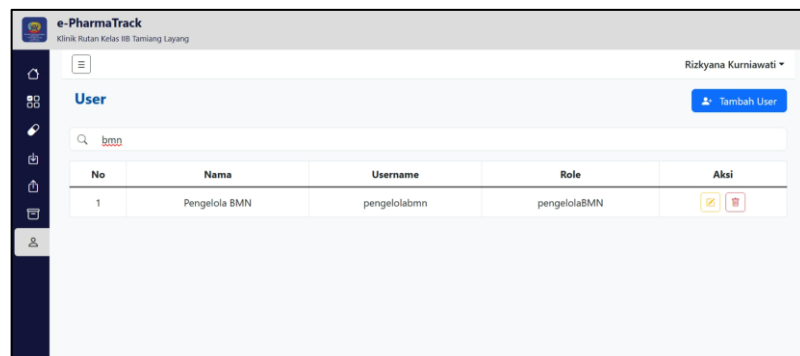 e-PharmaTrack
Klinik Rutan Kelas IIB Tamiang Layang
Rizkyana Kurniawati
User
Tambah User
bmn
No Nama Username Role Aksi
1 Pengelola BMN pengelolabmn pengelolaBMN